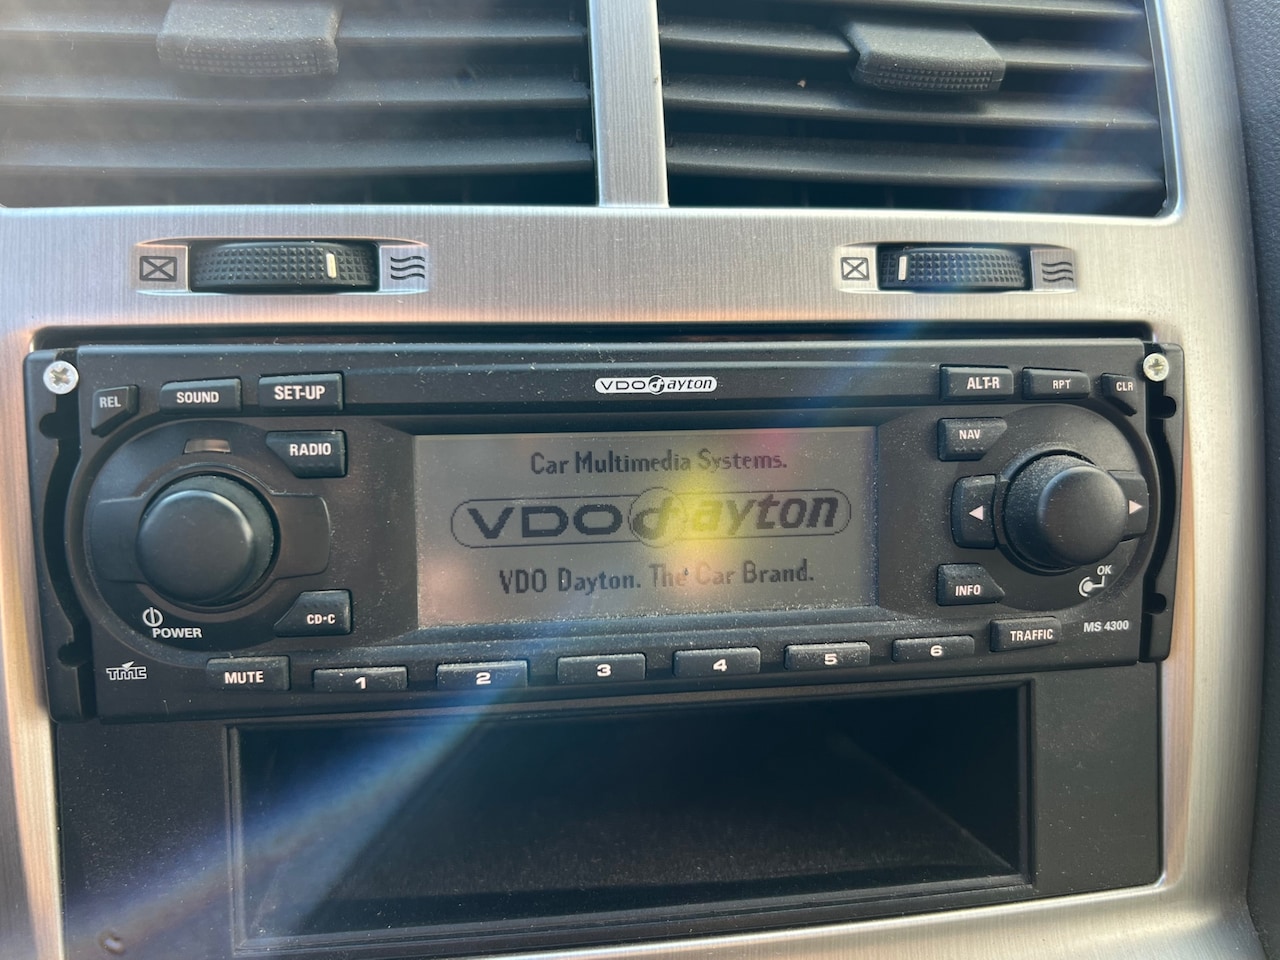 VDO dayton
REL
SOUND
SET-UP
ALT-R
RPT
CLR
RADIO
NAV
Car Multimedia Systems.
VDO dayton
VDO Dayton. The Car Brand.
INFO
OK
CD•C
POWER
TRAFFIC
MS 4300
TMC
MUTE
1
2
3
4
5
6